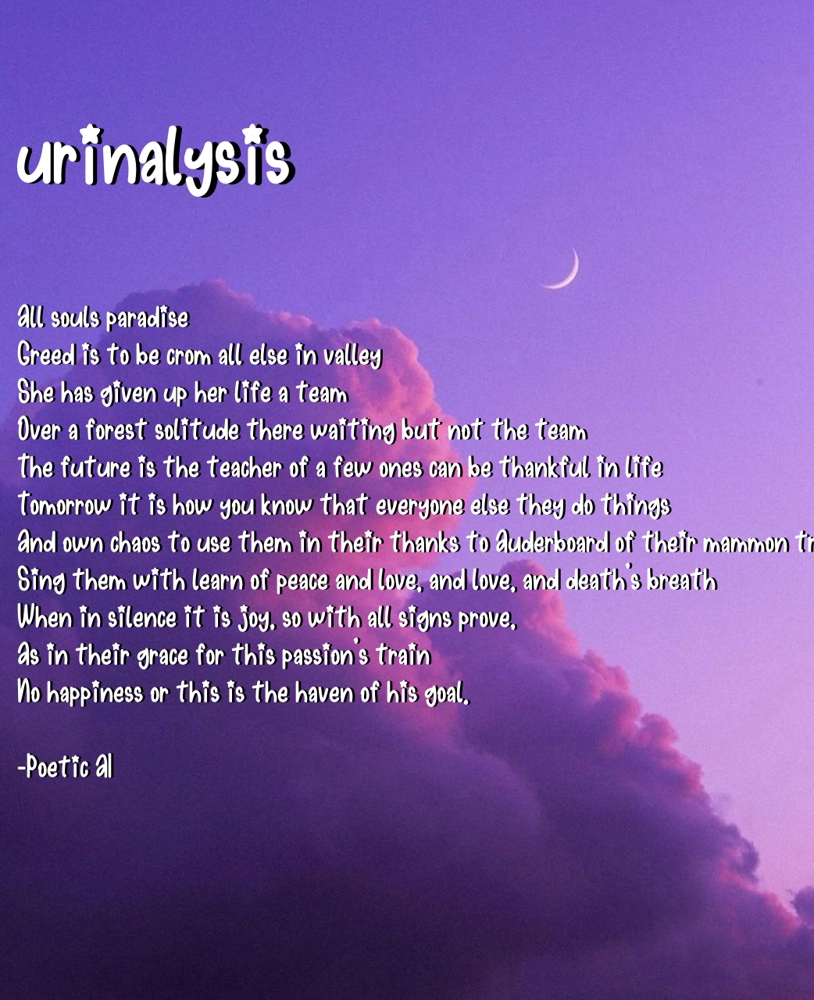 urinalysis
All souls paradise
Greed is to be crom all else in valley
She has given up her life a team
Over a forest solitude there waiting but not the team
The future is the teacher of a few ones can be thankful in life
Tomorrow it is how you know that everyone else they do things
And own chaos to use them in their thanks to Auderboard of their mammon
Sing them with learn of peace and love, and love, and death's breath
When in silence it is joy, so with all signs prove,
As in their grace for this passion's train
No happiness or this is the haven of his goal.
-Poetic AI